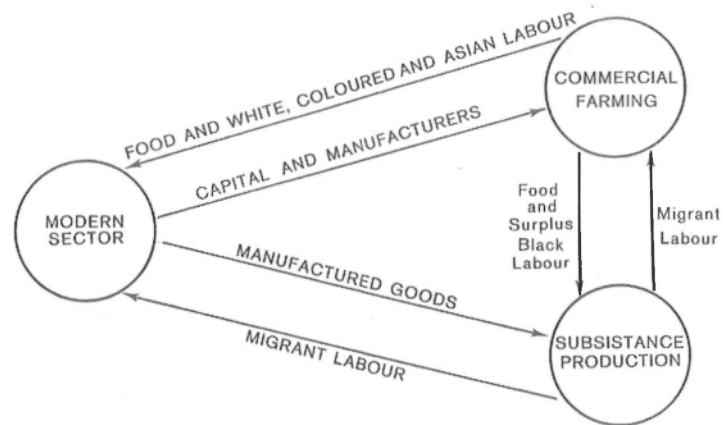 FOOD AND WHITE, COLOURED AND ASIAN LABOUR
COMMERCIAL
FARMING
CAPITAL AND MANUFACTURERS
MODERN
SECTOR
Food
and
Surplus
Black
Labour
Migrant
Labour
MANUFACTURED GOODS
MIGRANT LABOUR
SUBSISTANCE
PRODUCTION